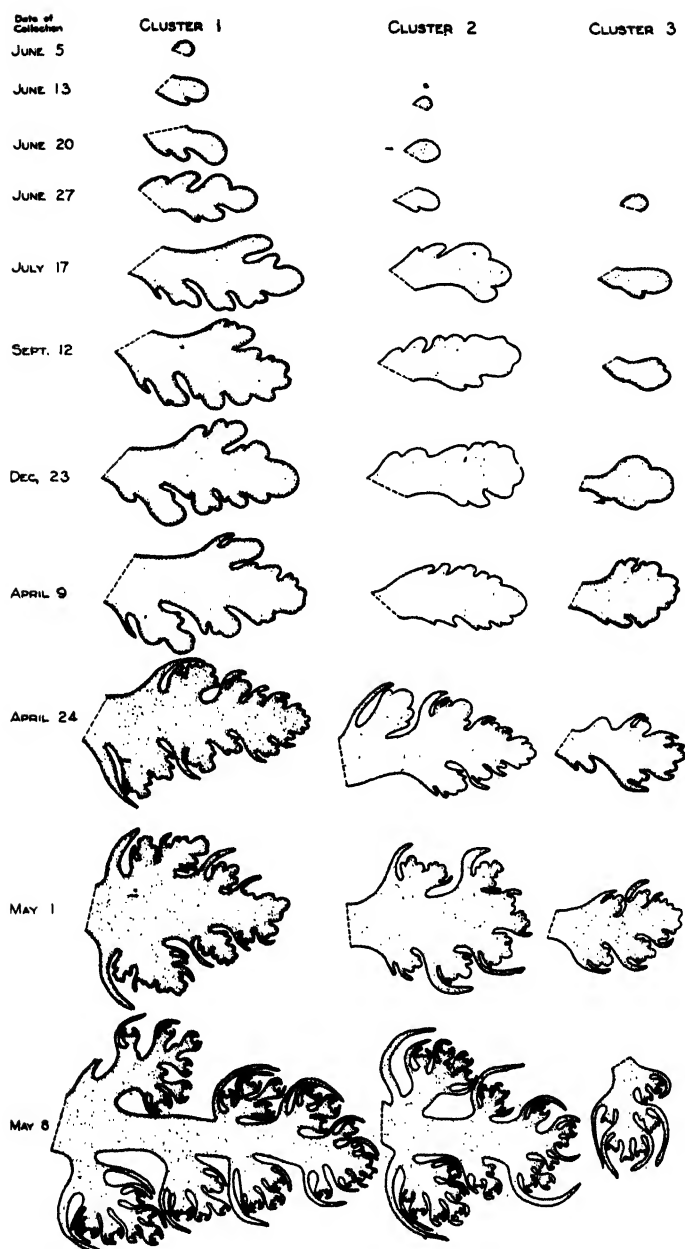 Date of
Collection
CLUSTER 1
CLUSTER 2
CLUSTER 3
JUNE 5
JUNE 13
JUNE 20
JUNE 27
JULY 17
SEPT. 12
DEC, 23
APRIL 9
APRIL 24
MAY 1
MAY 8